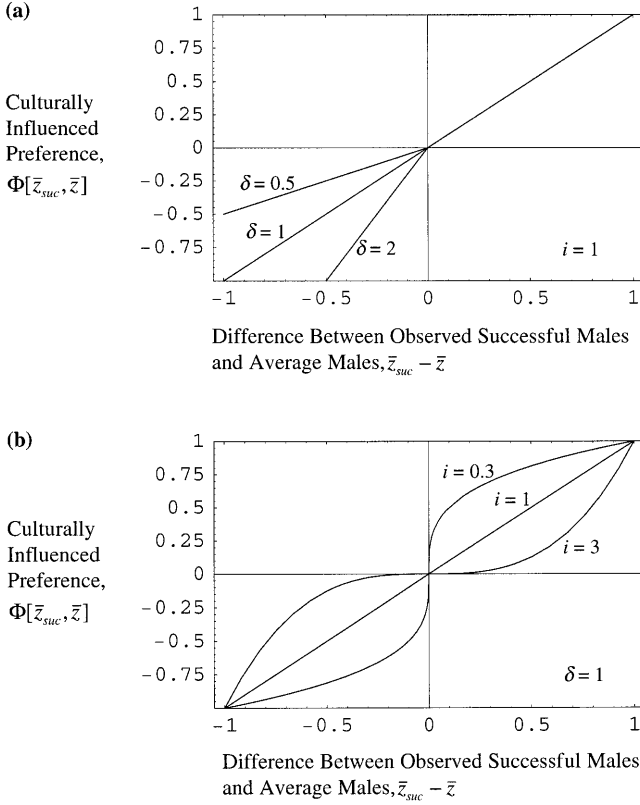 (a)
1
0.75
0.5
0.25
0
-0.25
-0.5
-0.75
Culturally
Influenced
Preference,
Φ[z̄suc, z̄]
δ = 0.5
δ = 1
δ = 2
i = 1
-1
-0.5
0
0.5
1
Difference Between Observed Successful Males
and Average Males, z̄suc − z̄
(b)
1
0.75
0.5
0.25
0
-0.25
-0.5
-0.75
Culturally
Influenced
Preference,
Φ[z̄suc, z̄]
i = 0.3
i = 1
i = 3
δ = 1
-1
-0.5
0
0.5
1
Difference Between Observed Successful Males
and Average Males, z̄suc − z̄